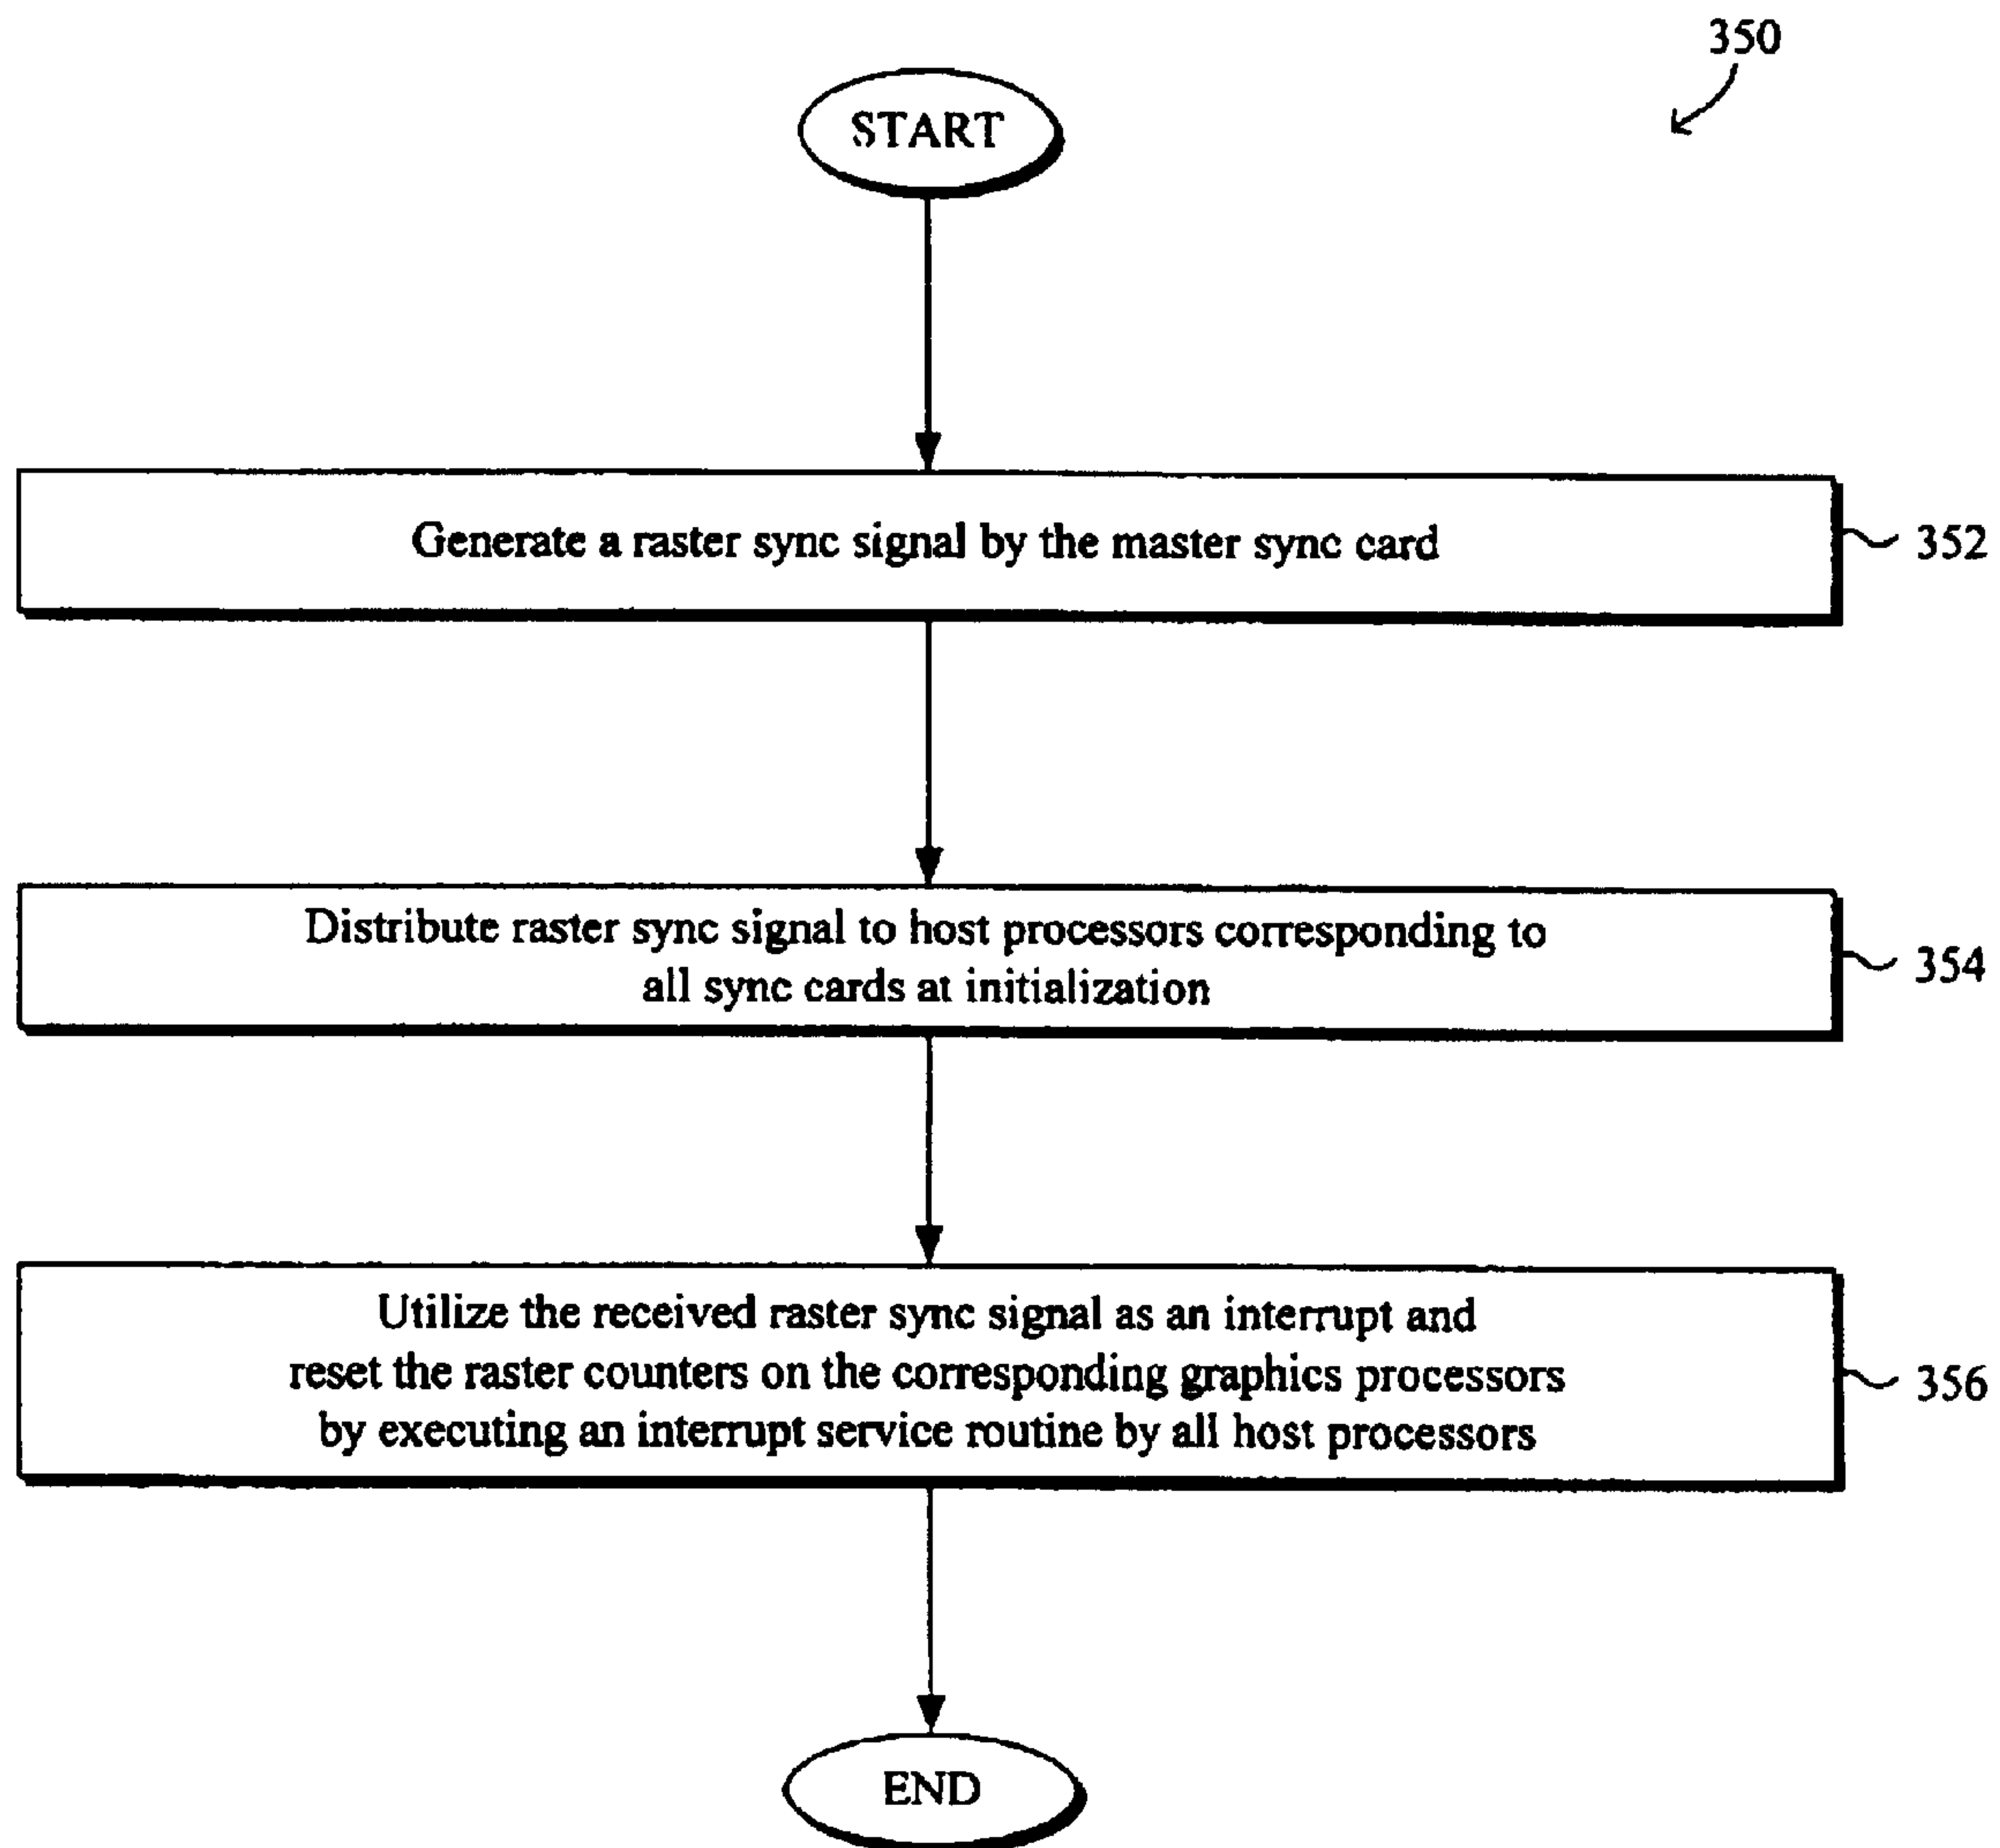 350
START
Generate a raster sync signal by the master sync card
352
Distribute raster sync signal to host processors corresponding to
all sync cards at initialization
354
Utilize the received raster sync signal as an interrupt and
reset the raster counters on the corresponding graphics processors
by executing an interrupt service routine by all host processors
356
END